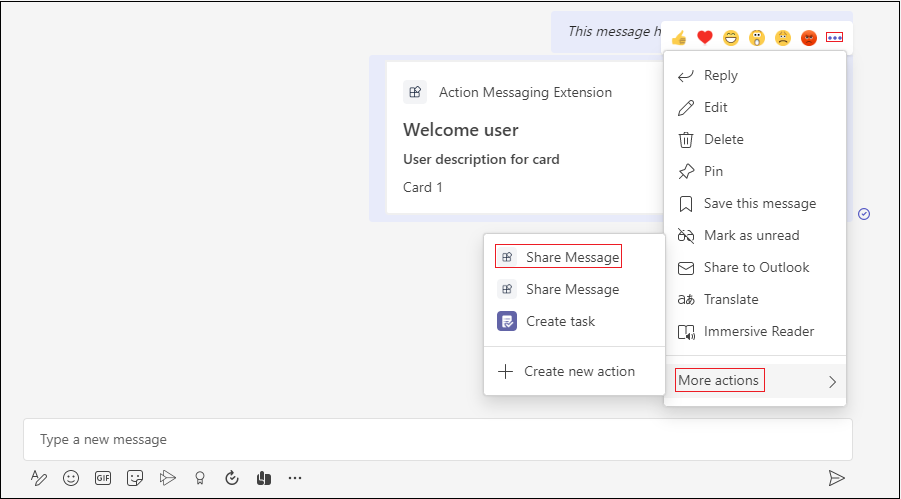 This message h
Action Messaging Extension
Welcome user
User description for card
Card 1
Reply
Edit
Delete
Pin
Save this message
Mark as unread
Share to Outlook
Translate
Immersive Reader
More actions
Share Message
Share Message
Create task
Create new action
Type a new message
GIF